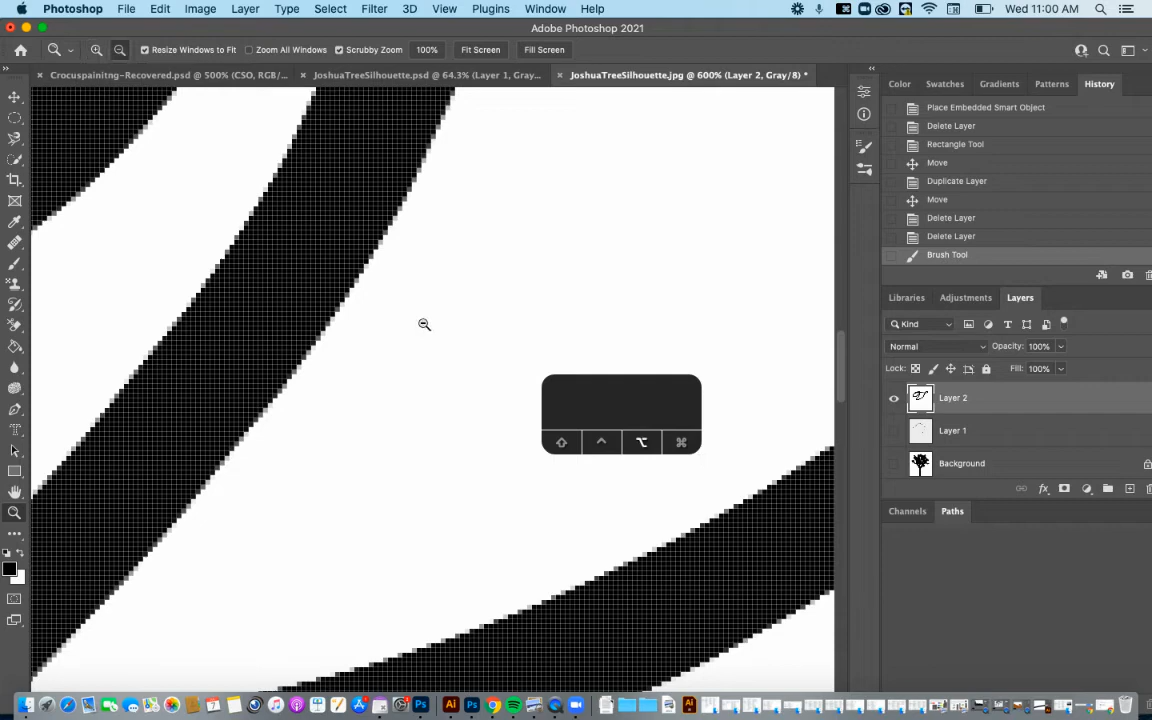 Photoshop File Edit Image Layer Type Select Filter 3D View Plugins Window Help Wed 11:00 AM
Adobe Photoshop 2021
Resize Windows to Fit Zoom All Windows Scrubby Zoom 100% Fit Screen Fill Screen
Crocuspainitng-Recovered.psd @ 500% (CSO, RGB/... JoshuaTreeSilhouette.psd @ 64.3% (Layer 1, Gray... JoshuaTreeSilhouette.jpg @ 600% (Layer 2, Gray/8) *
Color Swatches Gradients Patterns History
Place Embedded Smart Object
Delete Layer
Rectangle Tool
Move
Duplicate Layer
Move
Delete Layer
Delete Layer
Brush Tool
Libraries Adjustments Layers
Kind
Normal Opacity: 100%
Lock: Fill: 100%
Layer 2
Layer 1
Background
Channels Paths